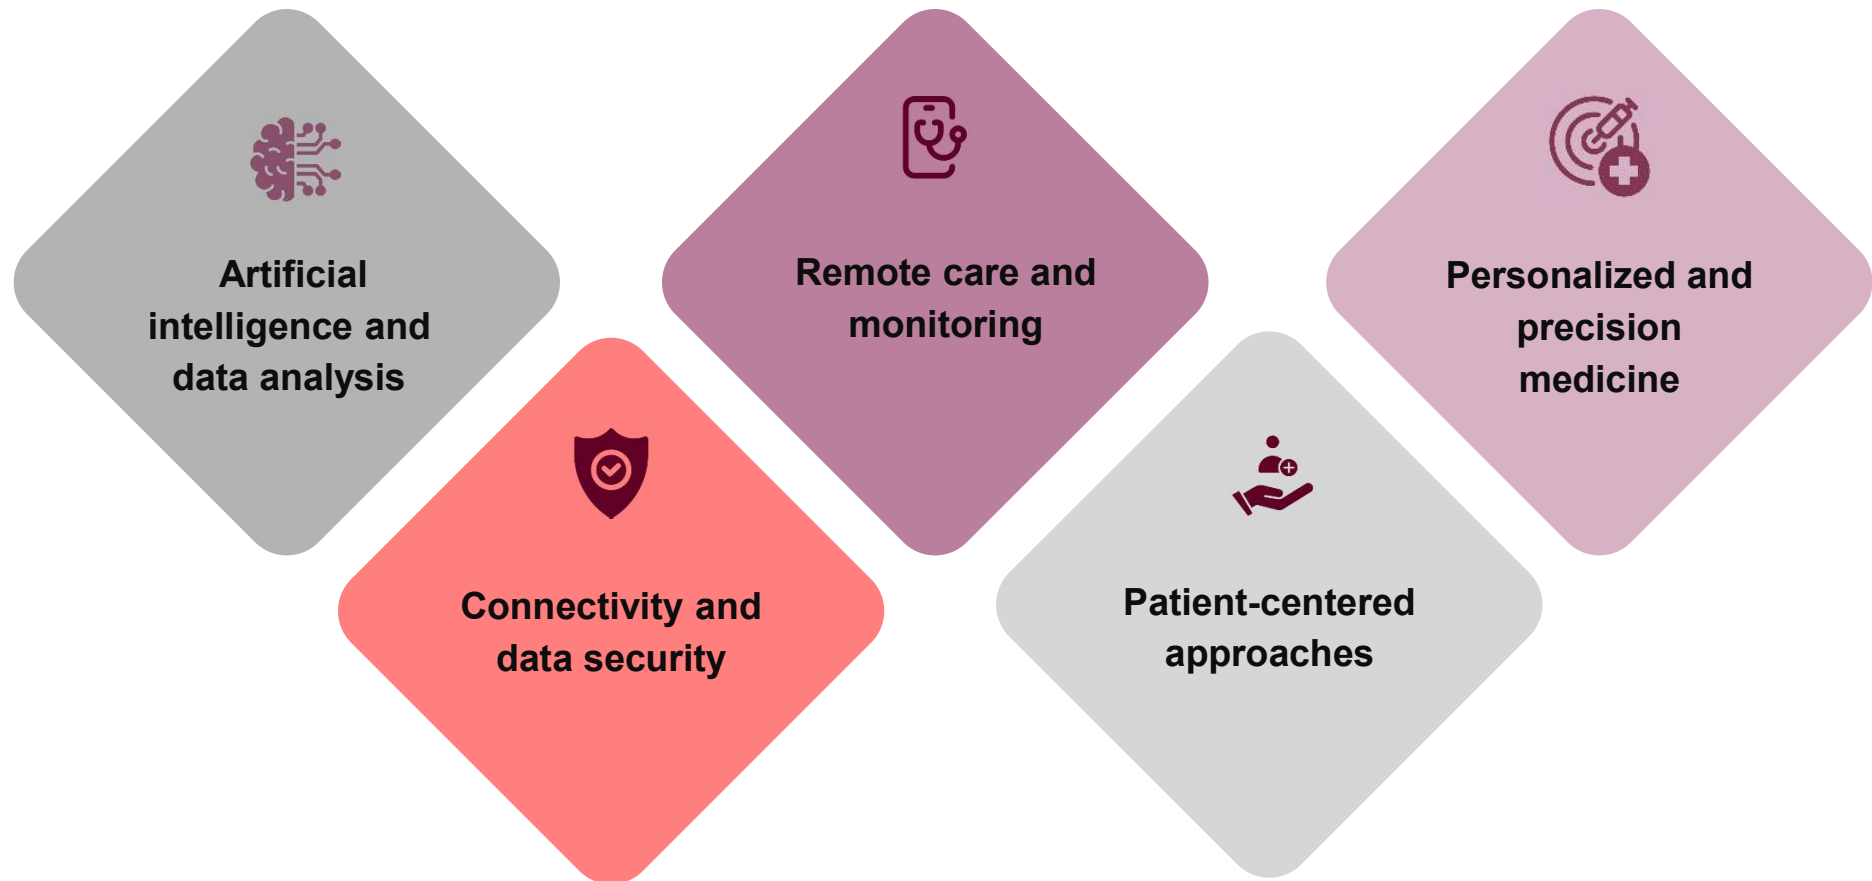 Artificial
intelligence and
data analysis
Connectivity and
data security
Remote care and
monitoring
Patient-centered
approaches
Personalized and
precision
medicine